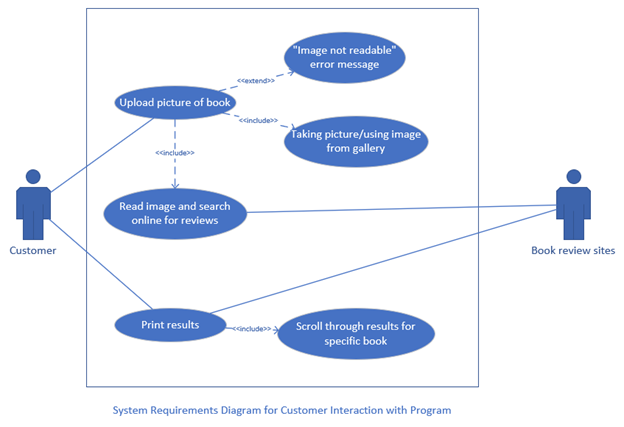 "Image not readable"
error message
<<extend>>
Upload picture of book
<<include>>
Taking picture/using image
from gallery
<<include>>
Read image and search
online for reviews
Customer
Book review sites
Print results
<<include>>
Scroll through results for
specific book
System Requirements Diagram for Customer Interaction with Program